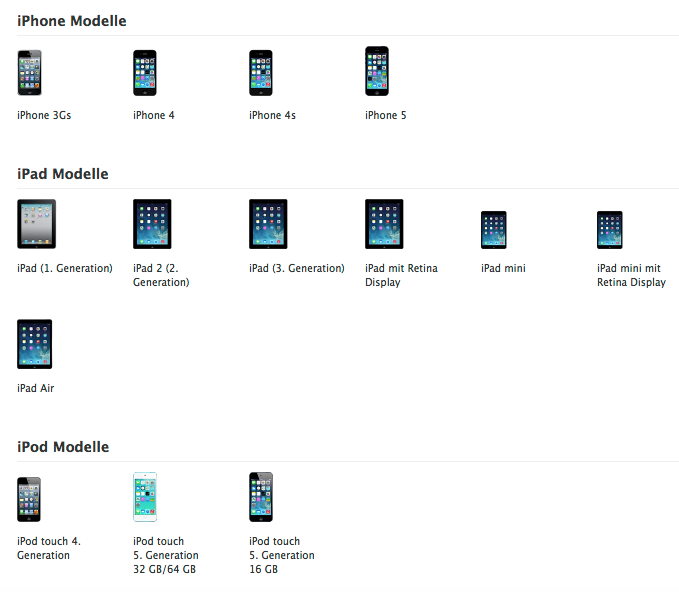 iPhone Modelle
iPhone 3Gs
iPhone 4
iPhone 4s
iPhone 5
iPad Modelle
iPad (1. Generation)
iPad 2 (2.
Generation)
iPad (3. Generation)
iPad mit Retina
Display
iPad mini
iPad mini mit
Retina Display
iPad Air
iPod Modelle
iPod touch 4.
Generation
iPod touch
5. Generation
32 GB/64 GB
iPod touch
5. Generation
16 GB